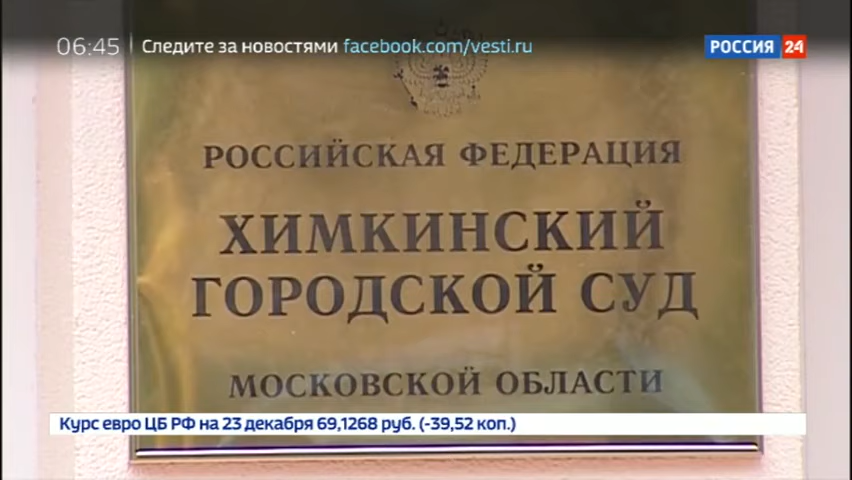 06:45 Следите за новостями facebook.com/vesti.ru РОССИЯ 24
РОССИЙСКАЯ ФЕДЕРАЦИЯ
ХИМКИНСКИЙ
ГОРОДСКОЙ СУД
МОСКОВСКОЙ ОБЛАСТИ
Курс евро ЦБ РФ на 23 декабря 69,1268 руб. (-39,52 коп.)